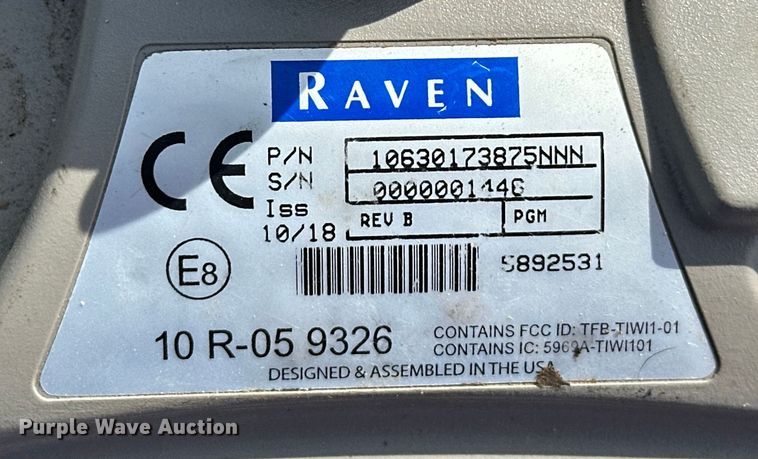 RAVEN
CE
P/N 10630173875NNN
S/N
Iss REV B PGM
10/18
E8 5892531
10 R-05 9326
CONTAINS FCC ID: TFB-TIWI1-01
CONTAINS IC: 5969A-TIWI101
DESIGNED & ASSEMBLED IN THE USA
Purple Wave Auction